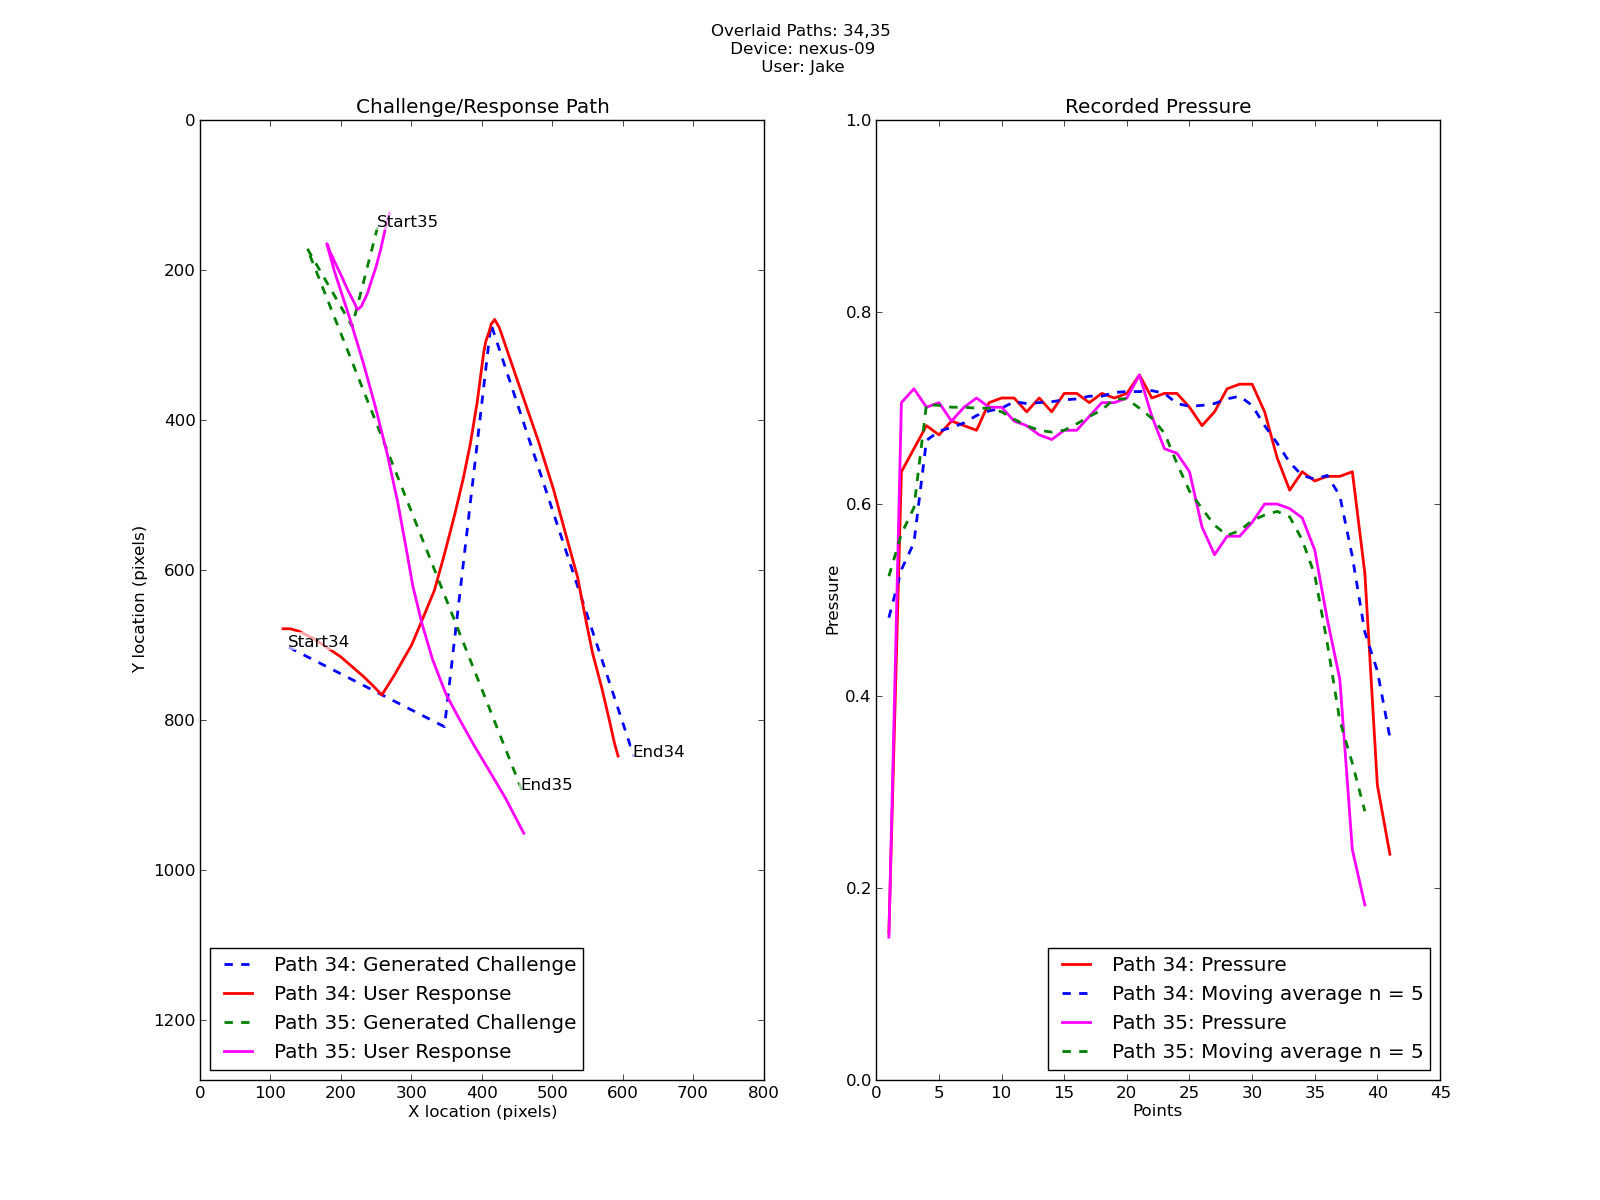 Overlaid Paths: 34,35
Device: nexus-09
User: Jake
Challenge/Response Path
0
200
400
600
800
1000
1200
Y location (pixels)
Start35
Start34
End34
End35
Path 34: Generated Challenge
Path 34: User Response
Path 35: Generated Challenge
Path 35: User Response
0 100 200 300 400 500 600 700 800
X location (pixels)
Recorded Pressure
1.0
0.8
0.6
0.4
0.2
0.0
Pressure
Path 34: Pressure
Path 34: Moving average n = 5
Path 35: Pressure
Path 35: Moving average n = 5
0 5 10 15 20 25 30 35 40 45
Points